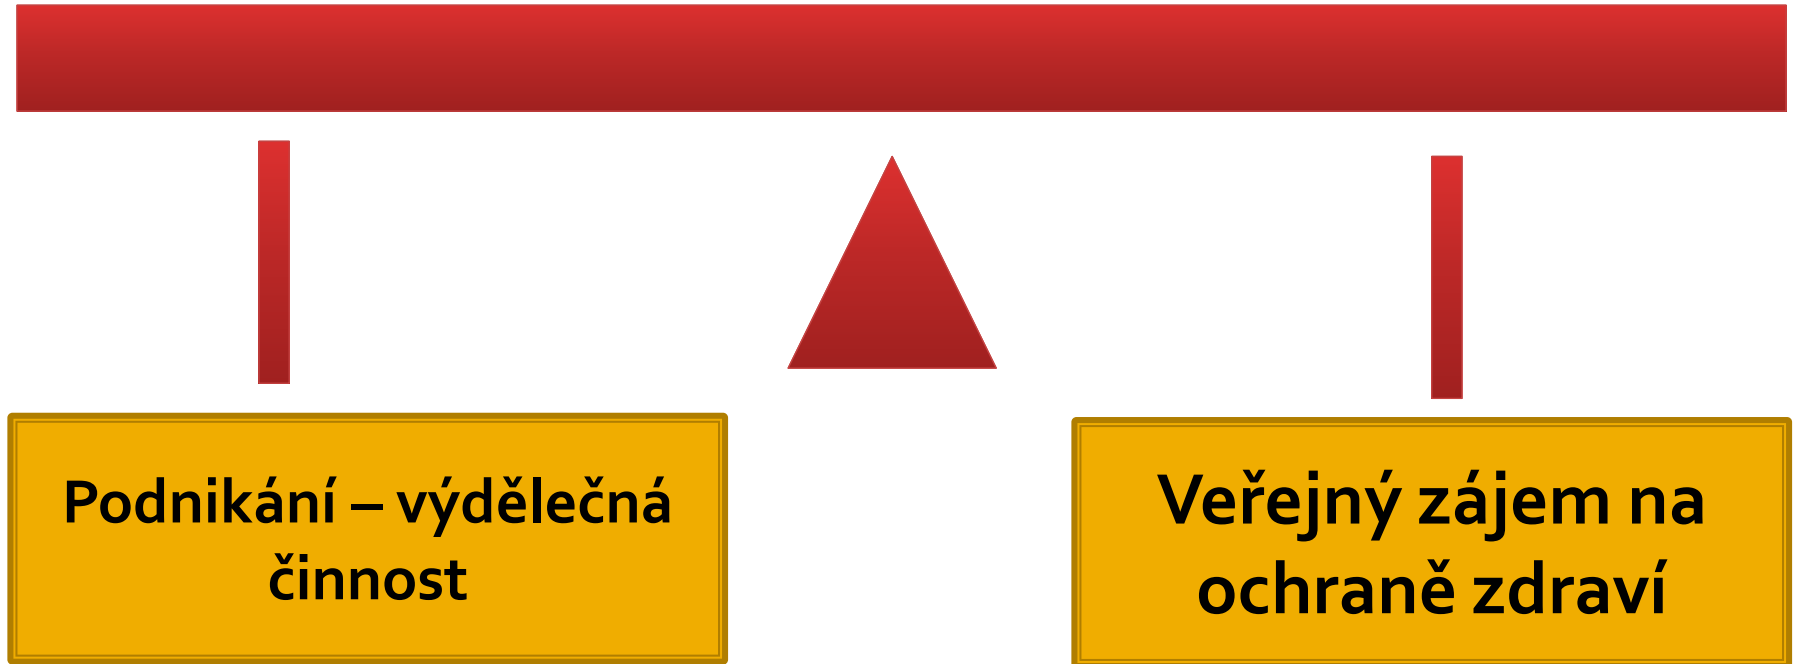 Podnikání – výdělečná
činnost
Veřejný zájem na
ochraně zdraví